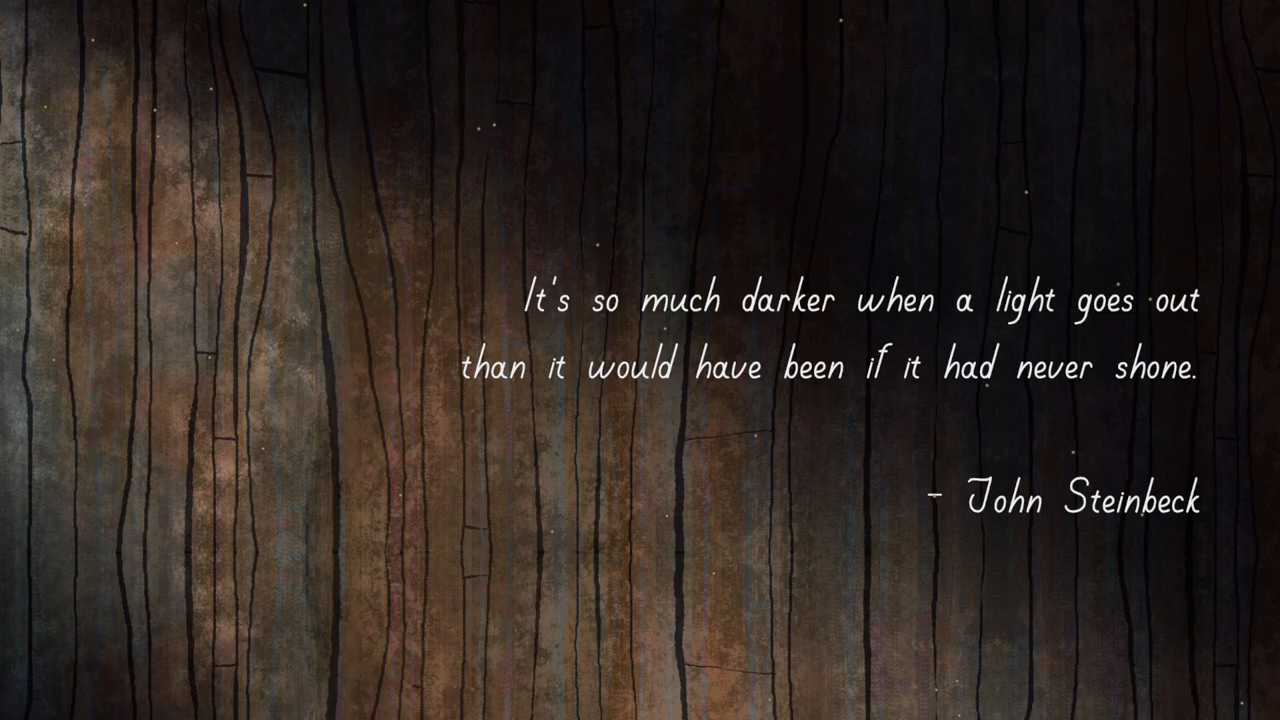 It's so much darker when a light goes out
than it would have been if it had never shone.
- John Steinbeck